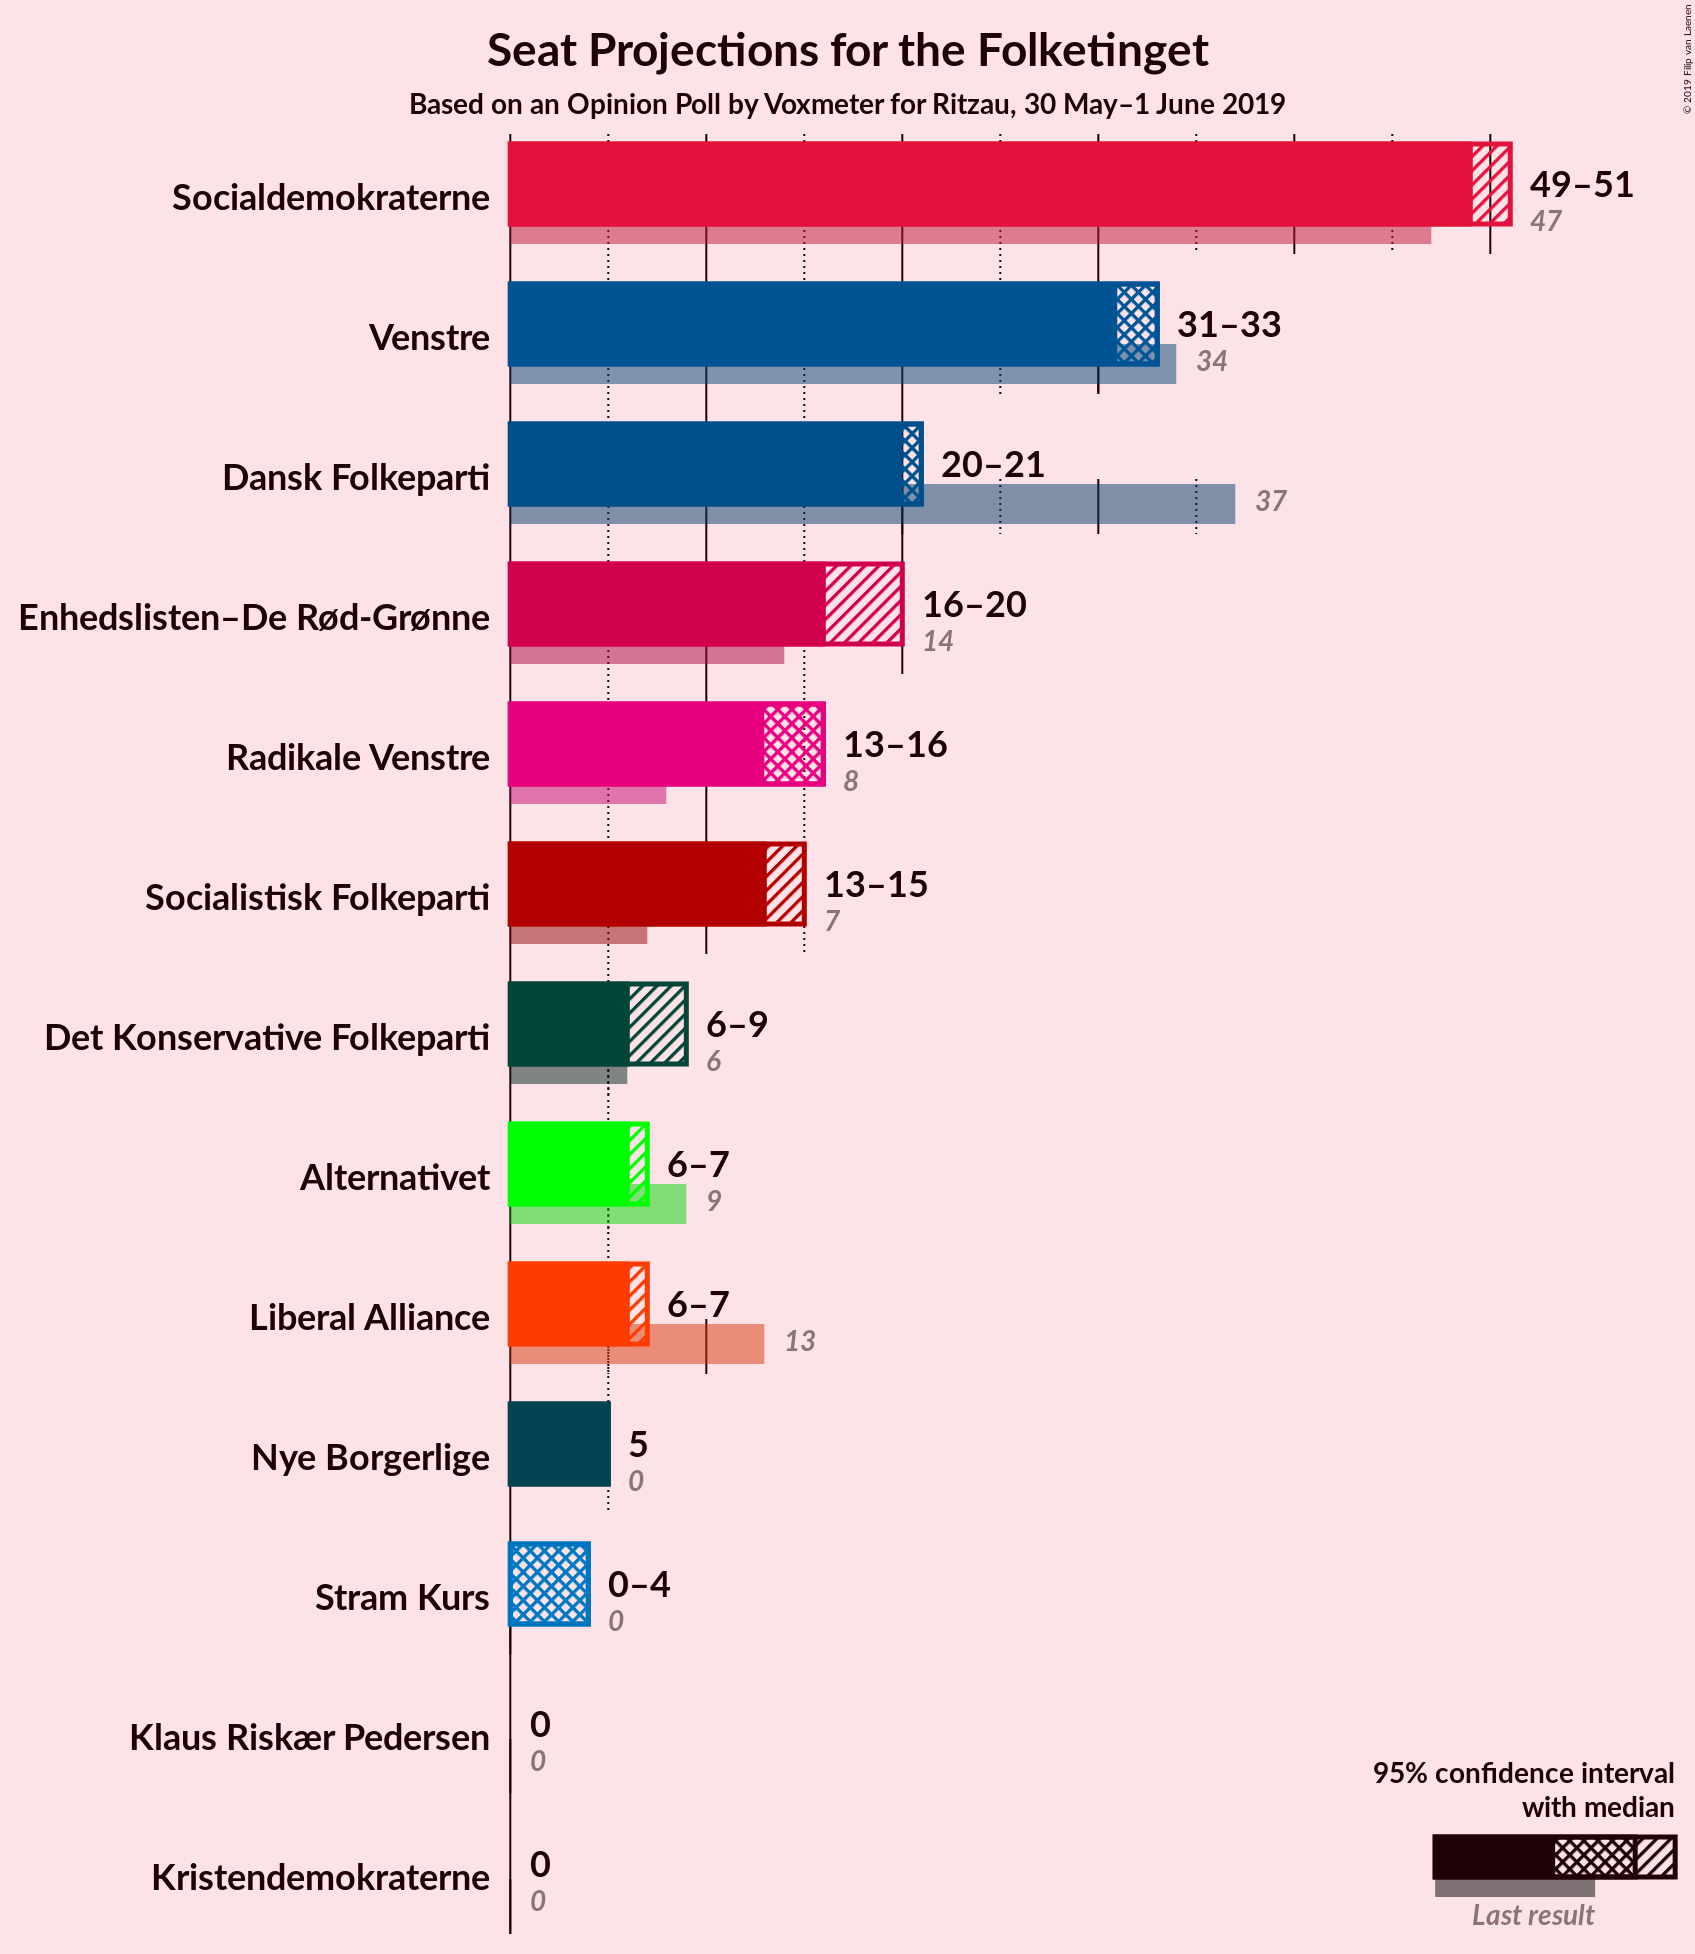 Seat Projections for the Folketinget
Based on an Opinion Poll by Voxmeter for Ritzau, 30 May–1 June 2019
© 2019 Filip van Laenen
Socialdemokraterne
49–51
47
Venstre
31–33
34
Dansk Folkeparti
20–21
37
Enhedslisten–De Rød-Grønne
16–20
14
Radikale Venstre
13–16
8
Socialistisk Folkeparti
13–15
7
Det Konservative Folkeparti
6–9
6
Alternativet
6–7
9
Liberal Alliance
6–7
13
Nye Borgerlige
5
0
Stram Kurs
0–4
0
Klaus Riskær Pedersen
0
0
Kristendemokraterne
0
0
95% confidence interval
with median
Last result